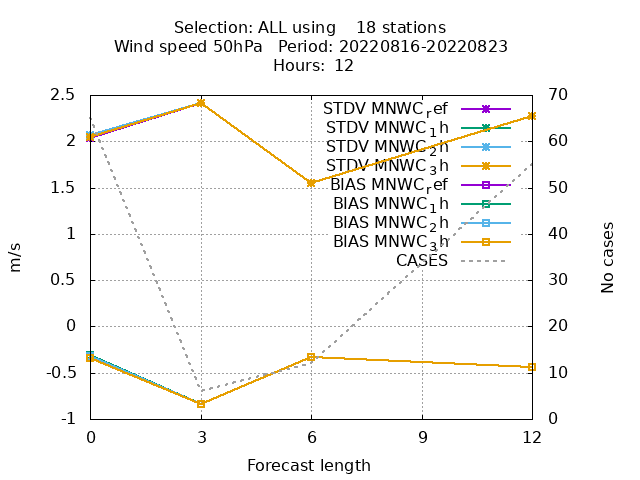 Selection: ALL using    18 stations
Wind speed 50hPa   Period: 20220816-20220823
Hours:  12
STDV MNWC_ref
STDV MNWC_1h
STDV MNWC_2h
STDV MNWC_3h
BIAS MNWC_ref
BIAS MNWC_1h
BIAS MNWC_2h
BIAS MNWC_3h
CASES
2.5
2
1.5
1
0.5
0
-0.5
-1
m/s
70
60
50
40
30
20
10
0
No cases
0 3 6 9 12
Forecast length